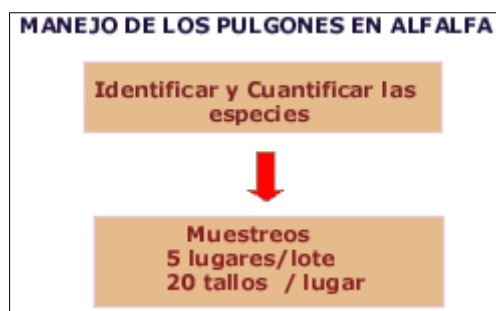 MANEJO DE LOS PULGONES EN ALFALFA
Identificar y Cuantificar las
especies
Muestreos
5 lugares/lote
20 tallos / lugar